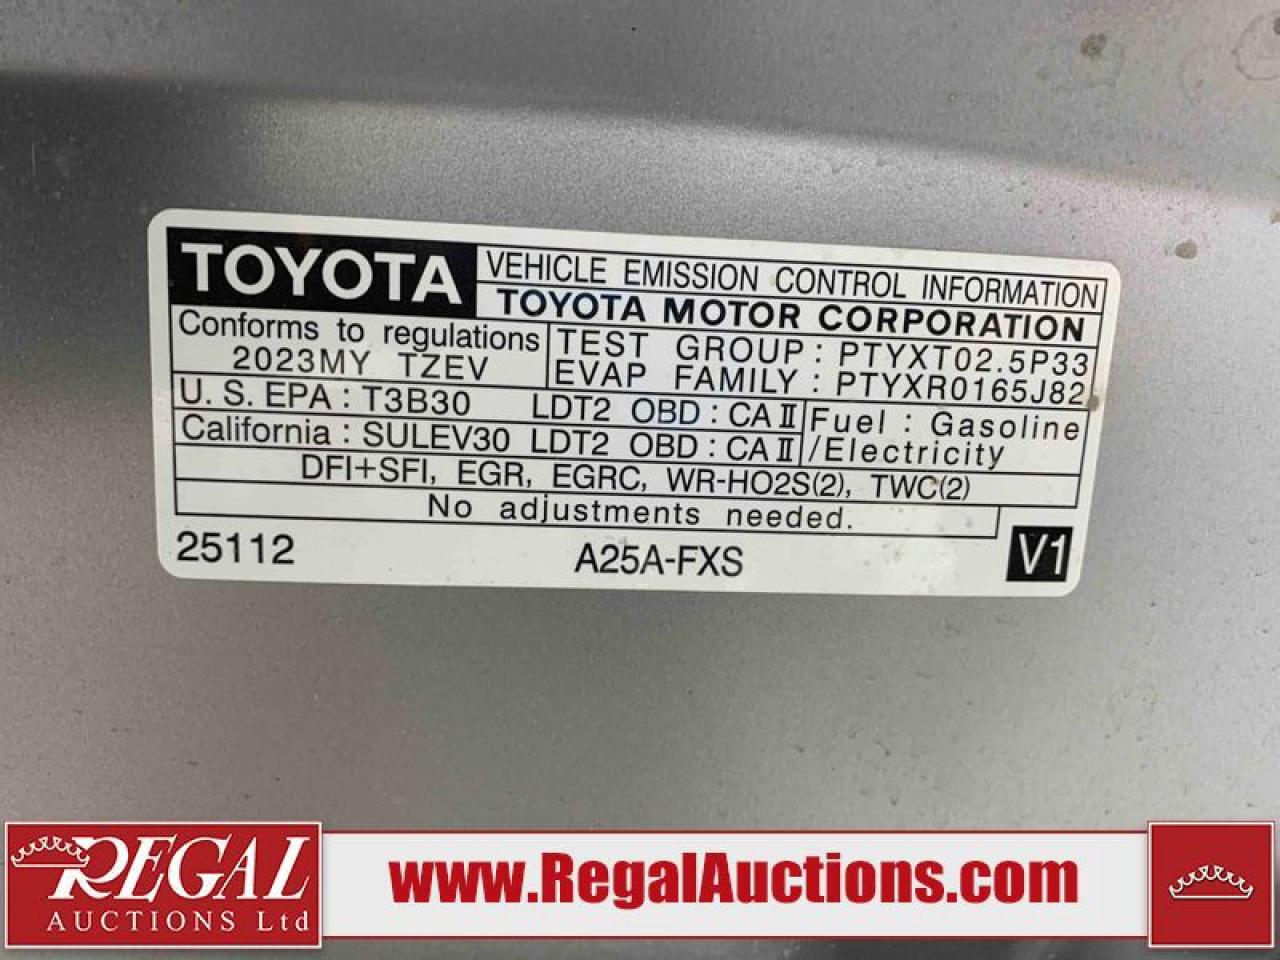 TOYOTA
VEHICLE EMISSION CONTROL INFORMATION
TOYOTA MOTOR CORPORATION
Conforms to regulations
2023MY TZEV
TEST GROUP : PTYXT02.5P33
EVAP FAMILY : PTYXR0165J82
U.S. EPA : T3B30 LDT2 OBD : CA II
California : SULEV30 LDT2 OBD : CA II
Fuel : Gasoline
/Electricity
DFI+SFI, EGR, EGRC, WR-HO2S(2), TWC(2)
No adjustments needed.
25112 A25A-FXS V1
REGAL
AUCTIONS Ltd
www.RegalAuctions.com